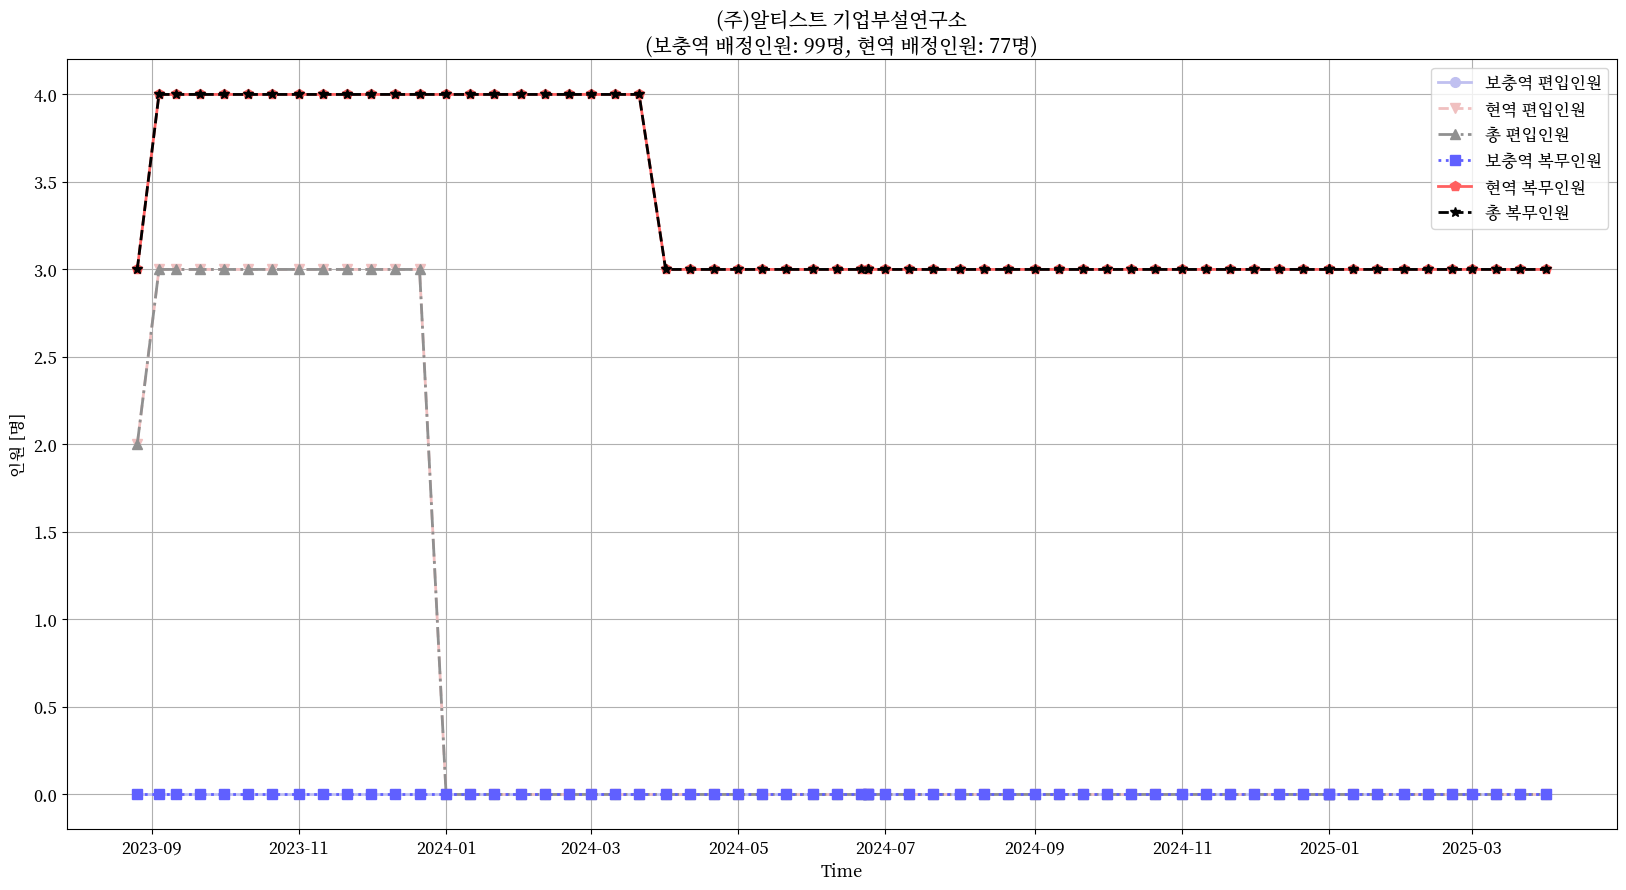 (주)알티스트 기업부설연구소
(보충역 배정인원: 99명, 현역 배정인원: 77명)
보충역 편입인원
현역 편입인원
총 편입인원
보충역 복무인원
현역 복무인원
총 복무인원
4.0
3.5
3.0
2.5
2.0
1.5
1.0
0.5
0.0
인원 [명]
2023-09 2023-11 2024-01 2024-03 2024-05 2024-07 2024-09 2024-11 2025-01 2025-03
Time